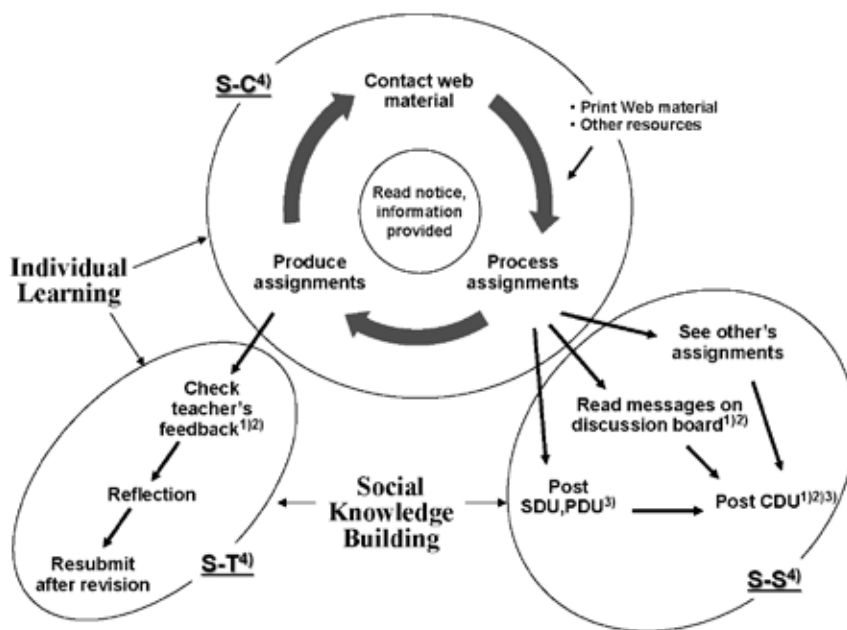 S-C4)
Contact web
material
• Print Web material
• Other resources
Read notice,
information
provided
Produce
assignments
Process
assignments
Individual
Learning
See other's
assignments
Check
teacher's
feedback1)2)
Read messages on
discussion board1)2)
Reflection
Social
Knowledge
Building
Post
SDU,PDU3)
Post CDU1)2)3)
Resubmit
after revision
S-T4)
S-S4)